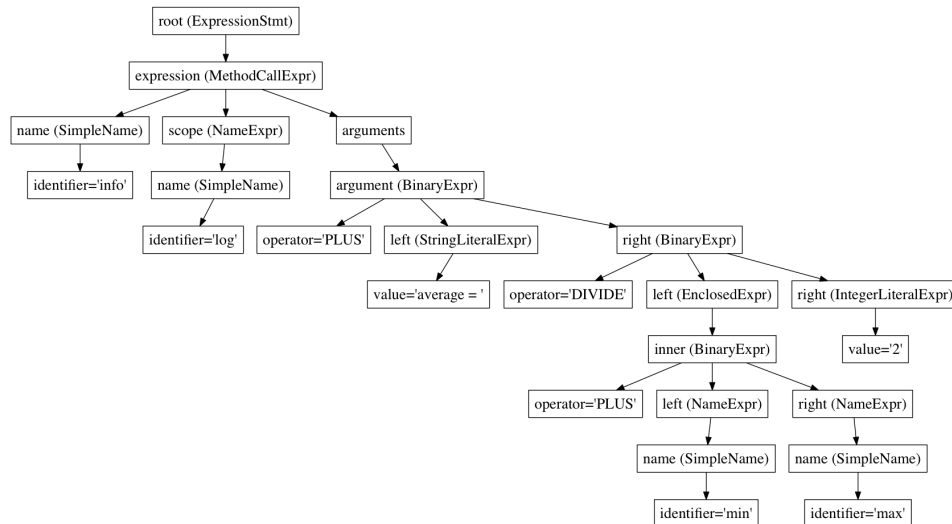 root (ExpressionStmt)
expression (MethodCallExpr)
name (SimpleName)
scope (NameExpr)
arguments
identifier='info'
name (SimpleName)
argument (BinaryExpr)
identifier='log'
operator='PLUS'
left (StringLiteralExpr)
right (BinaryExpr)
value='average = '
operator='DIVIDE'
left (EnclosedExpr)
right (IntegerLiteralExpr)
inner (BinaryExpr)
value='2'
operator='PLUS'
left (NameExpr)
right (NameExpr)
name (SimpleName)
name (SimpleName)
identifier='min'
identifier='max'